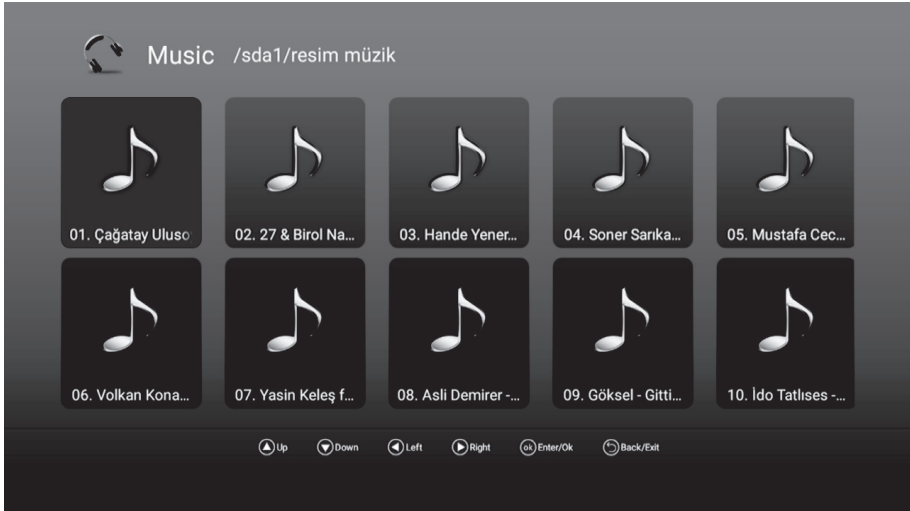 Music /sda1/resim müzik
01. Çağatay Uluso
02. 27 & Birol Na...
03. Hande Yener...
04. Soner Sarıka...
05. Mustafa Cec...
06. Volkan Kona...
07. Yasin Keleş f...
08. Asli Demirer -...
09. Göksel - Gitti...
10. İdo Tatlıses -...
Up Down Left Right ok Enter/Ok Back/Exit